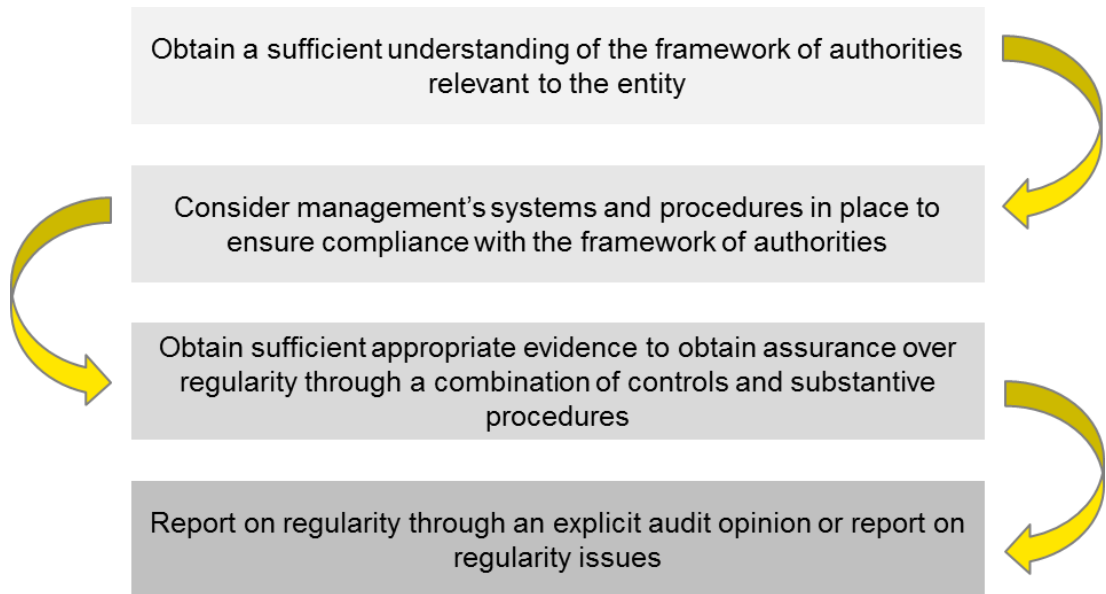 Obtain a sufficient understanding of the framework of authorities
relevant to the entity
Consider management's systems and procedures in place to
ensure compliance with the framework of authorities
Obtain sufficient appropriate evidence to obtain assurance over
regularity through a combination of controls and substantive
procedures
Report on regularity through an explicit audit opinion or report on
regularity issues